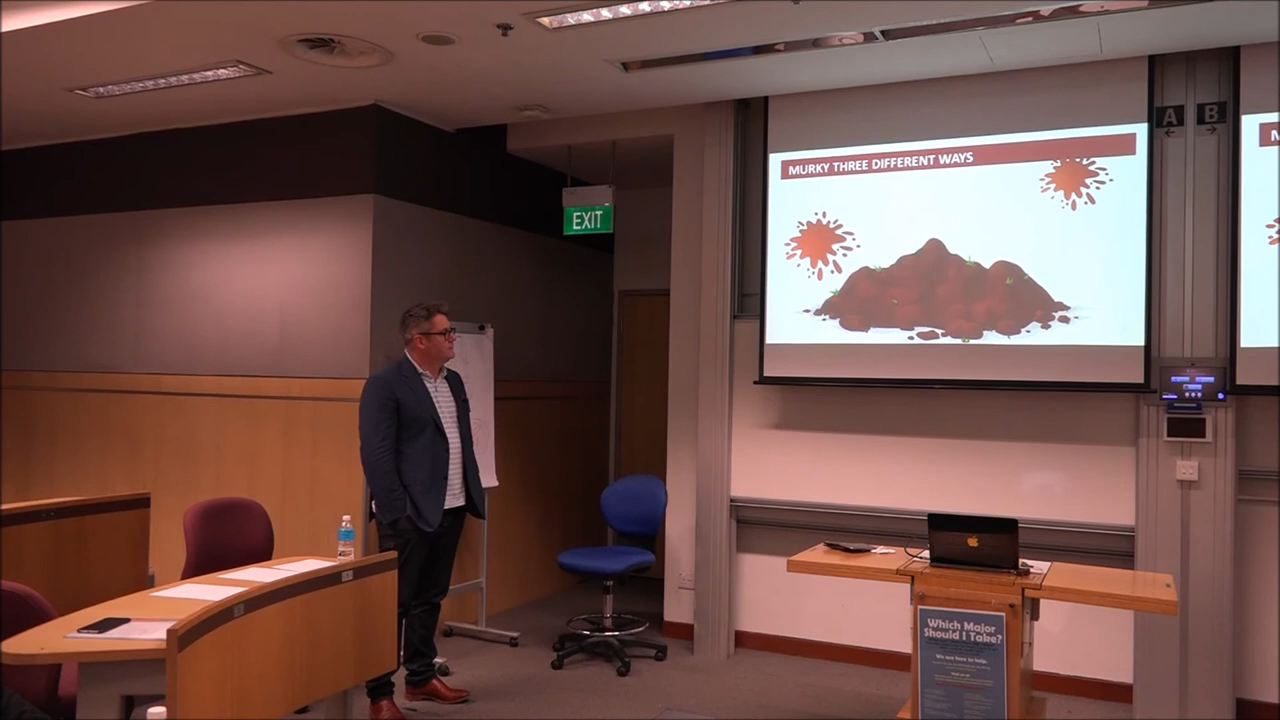 MURKY THREE DIFFERENT WAYS
EXIT
A B
M
Which Major
Should I Take?
We are here to help.